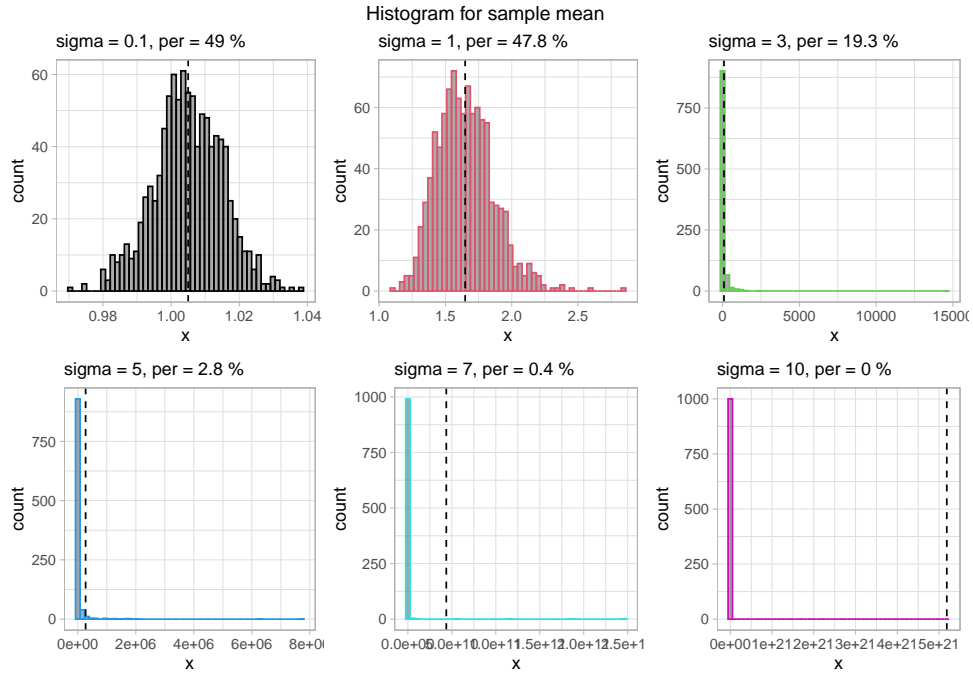 Histogram for sample mean
sigma = 0.1, per = 49 %
sigma = 1, per = 47.8 %
sigma = 3, per = 19.3 %
60
40
20
0
count
0.98
1.00
1.02
1.04
x
60
40
20
0
count
1.0
1.5
2.0
2.5
x
750
500
250
0
count
0
5000
10000
15000
x
sigma = 5, per = 2.8 %
sigma = 7, per = 0.4 %
sigma = 10, per = 0 %
750
500
250
0
count
0e+00
2e+06
4e+06
6e+06
x
1000
750
500
250
0
count
x
1000
750
500
250
0
count
x